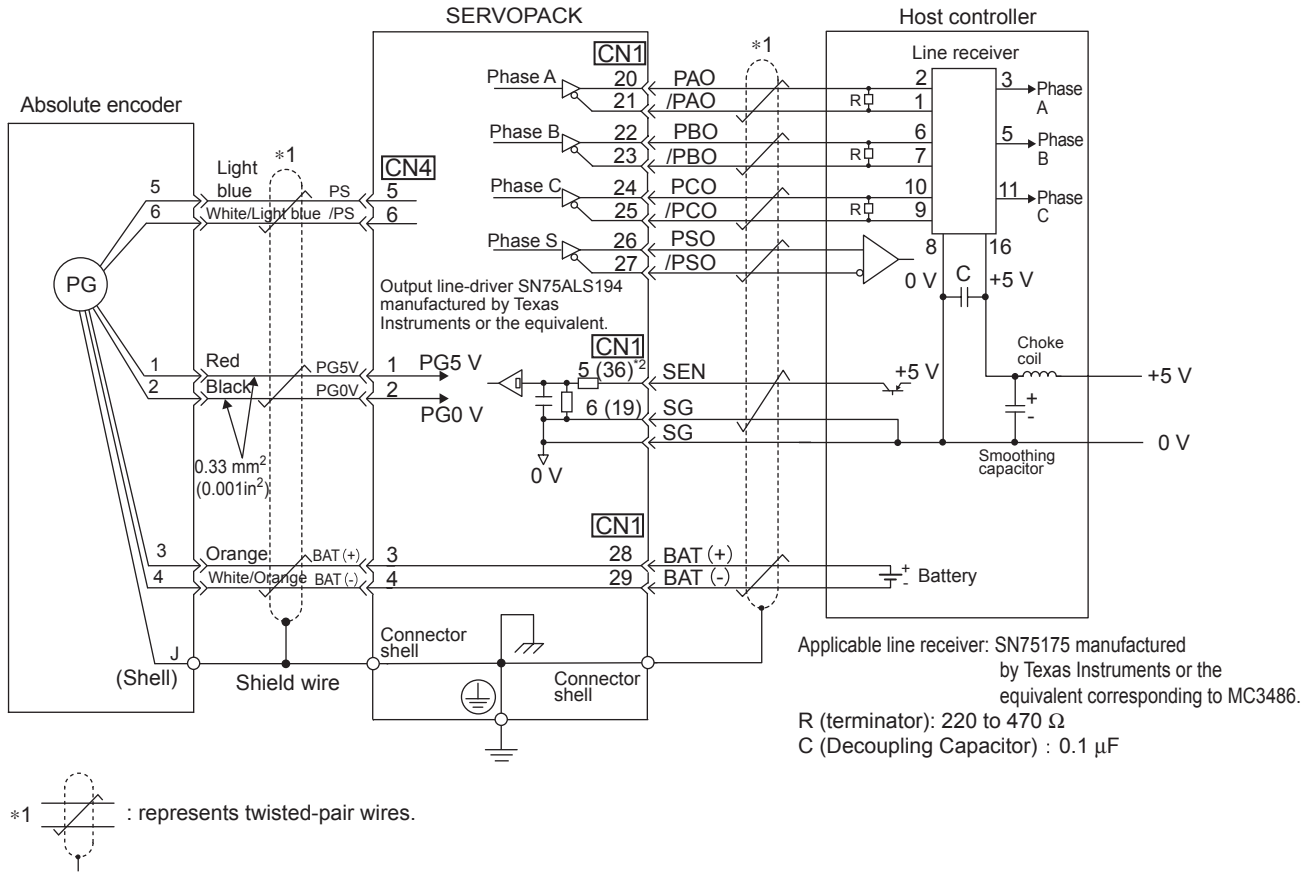 SERVOPACK
Host controller
Absolute encoder
Line receiver
CN1
*1
Phase A
20
PAO
2
3
Phase
A
21
/PAO
R
1
Phase B
22
PBO
6
5
Phase
B
23
/PBO
R
7
Light
blue
*1
CN4
5
PS
5
6
White/Light blue
/PS
6
Phase C
24
PCO
10
11
Phase
C
25
/PCO
R
9
Phase S
26
PSO
8
16
27
/PSO
0 V
C
+5 V
PG
Output line-driver SN75ALS194
manufactured by Texas
Instruments or the equivalent.
CN1
Choke
coil
1
Red
PG5V
1
PG5 V
5 (36)*2
SEN
+5 V
+5 V
2
Black
PG0V
2
PG0 V
6 (19)
SG
+
-
SG
0 V
Smoothing
capacitor
0.33 mm2
(0.001in2)
0 V
CN1
3
Orange
BAT (+)
3
28
BAT (+)
4
White/Orange
BAT (-)
4
29
BAT (-)
+
-
Battery
Connector
shell
J
(Shell)
Shield wire
Connector
shell
Applicable line receiver: SN75175 manufactured
by Texas Instruments or the
equivalent corresponding to MC3486.
R (terminator): 220 to 470 Ω
C (Decoupling Capacitor) : 0.1 μF
*1
: represents twisted-pair wires.